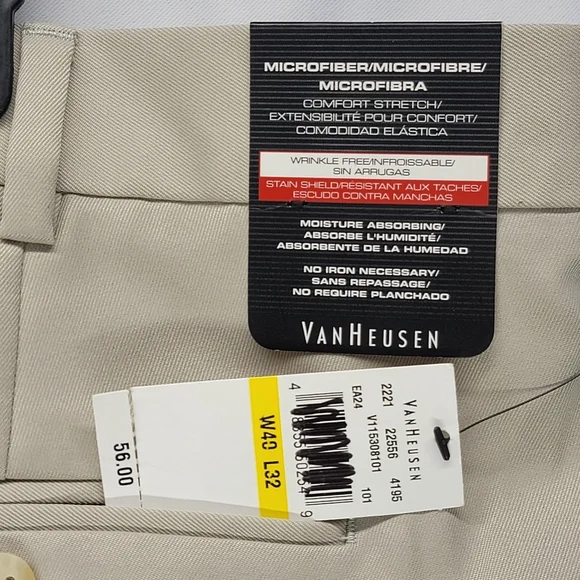 MICROFIBER/MICROFIBRE/
MICROFIBRA
COMFORT STRETCH/
EXTENSIBILITÉ POUR CONFORT/
COMODIDAD ELÁSTICA
WRINKLE FREE/INFROISSABLE/
SIN ARRUGAS
STAIN SHIELD/RÉSISTANT AUX TACHES/
ESCUDO CONTRA MANCHAS
MOISTURE ABSORBING/
ABSORBE L'HUMIDITÉ/
ABSORBENTE DE LA HUMEDAD
NO IRON NECESSARY/
SANS REPASSAGE/
NO REQUIRE PLANCHADO
VANHEUSEN
VANHEUSEN
2221 22556 4195
V115308101 101
EA24
W40 L32
56.00